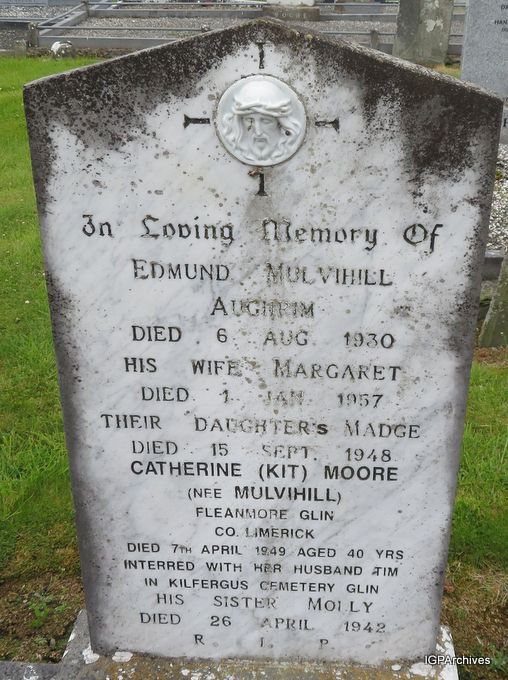 In Loving Memory Of
EDMUND MULVIHILL
AUGHRIM
DIED 6 AUG 1930
HIS WIFE MARGARET
DIED 1 JAN 1957
THEIR DAUGHTER'S MADGE
DIED 15 SEPT 1948
CATHERINE (KIT) MOORE
(NEE MULVIHILL)
FLEANMORE GLIN
CO. LIMERICK
DIED 7TH APRIL 1949 AGED 40 YRS
INTERRED WITH HER HUSBAND TIM
IN KILFERGUS CEMETERY GLIN
HIS SISTER MOLLY
DIED 26 APRIL 1942
R. I. P.
IGPArchives